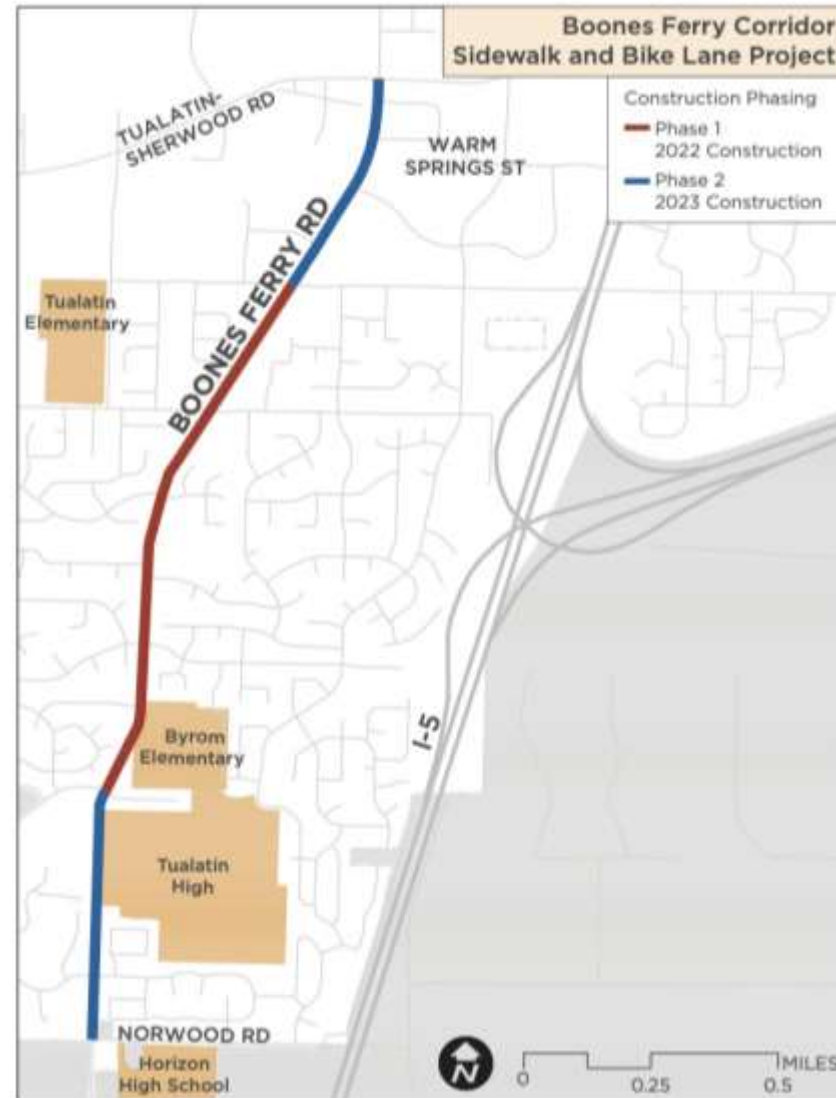 Boones Ferry Corridor
Sidewalk and Bike Lane Project
Construction Phasing
Phase 1
2022 Construction
Phase 2
2023 Construction
TUALATIN-
SHERWOOD RD
WARM
SPRINGS ST
BOONES FERRY RD
Tualatin
Elementary
I-5
Byrom
Elementary
Tualatin
High
NORWOOD RD
Horizon
High School
N
MILES
0
0.25
0.5